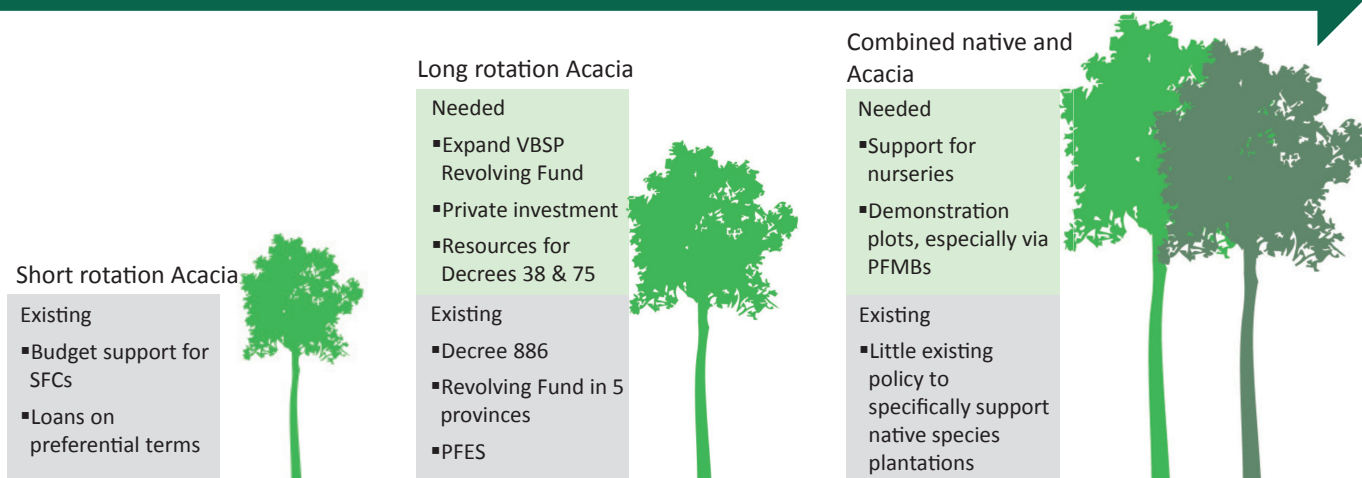 Short rotation Acacia
Existing
▪Budget support for
SFCs
▪Loans on
preferential terms
Long rotation Acacia
Needed
▪Expand VBSP
Revolving Fund
▪Private investment
▪Resources for
Decrees 38 & 75
Existing
▪Decree 886
▪Revolving Fund in 5
provinces
▪PFES
Combined native and
Acacia
Needed
▪Support for
nurseries
▪Demonstration
plots, especially via
PFMBs
Existing
▪Little existing
policy to
specifically support
native species
plantations